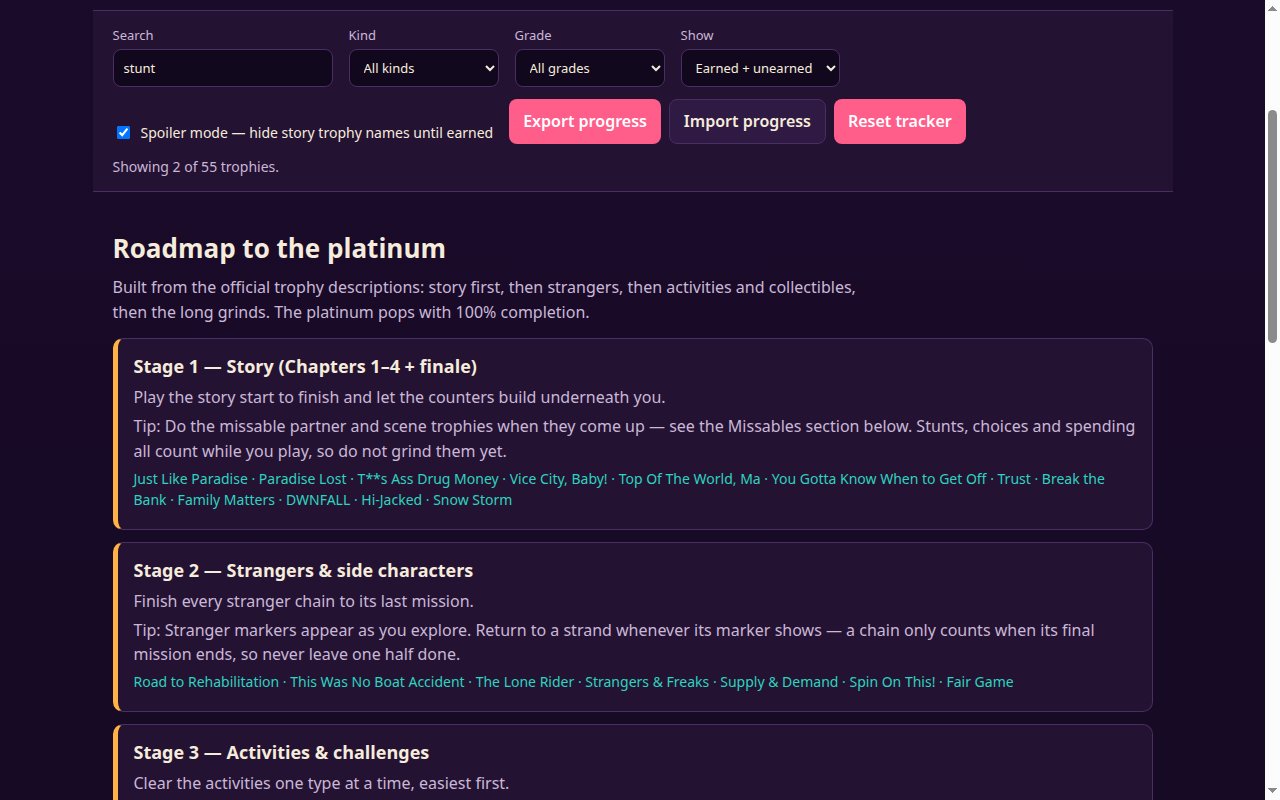 Search
Kind
Grade
Show
stunt
All kinds
All grades
Earned + unearned
Spoiler mode — hide story trophy names until earned
Export progress
Import progress
Reset tracker
Showing 2 of 55 trophies.
Roadmap to the platinum
Built from the official trophy descriptions: story first, then strangers, then activities and collectibles,
then the long grinds. The platinum pops with 100% completion.
Stage 1 — Story (Chapters 1–4 + finale)
Play the story start to finish and let the counters build underneath you.
Tip: Do the missable partner and scene trophies when they come up — see the Missables section below. Stunts, choices and spending
all count while you play, so do not grind them yet.
Just Like Paradise · Paradise Lost · T**s Ass Drug Money · Vice City, Baby! · Top Of The World, Ma · You Gotta Know When to Get Off · Trust · Break the
Bank · Family Matters · DWNFALL · Hi-Jacked · Snow Storm
Stage 2 — Strangers & side characters
Finish every stranger chain to its last mission.
Tip: Stranger markers appear as you explore. Return to a strand whenever its marker shows — a chain only counts when its final
mission ends, so never leave one half done.
Road to Rehabilitation · This Was No Boat Accident · The Lone Rider · Strangers & Freaks · Supply & Demand · Spin On This! · Fair Game
Stage 3 — Activities & challenges
Clear the activities one type at a time, easiest first.